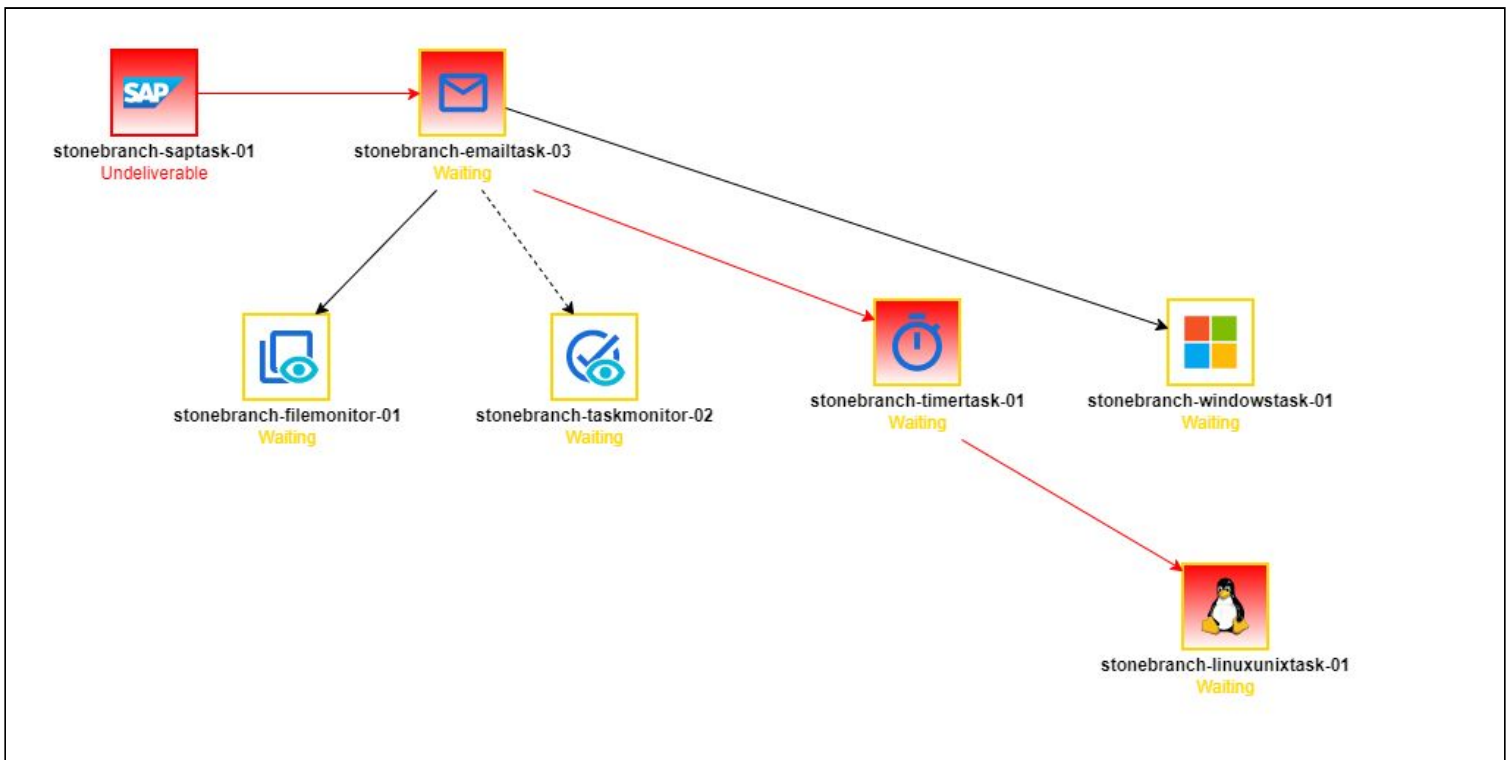 SAP
stonebranch-saptask-01
Undeliverable
stonebranch-emailtask-03
Waiting
stonebranch-filemonitor-01
Waiting
stonebranch-taskmonitor-02
Waiting
stonebranch-timertask-01
Waiting
stonebranch-windowstask-01
Waiting
stonebranch-linuxunixtask-01
Waiting